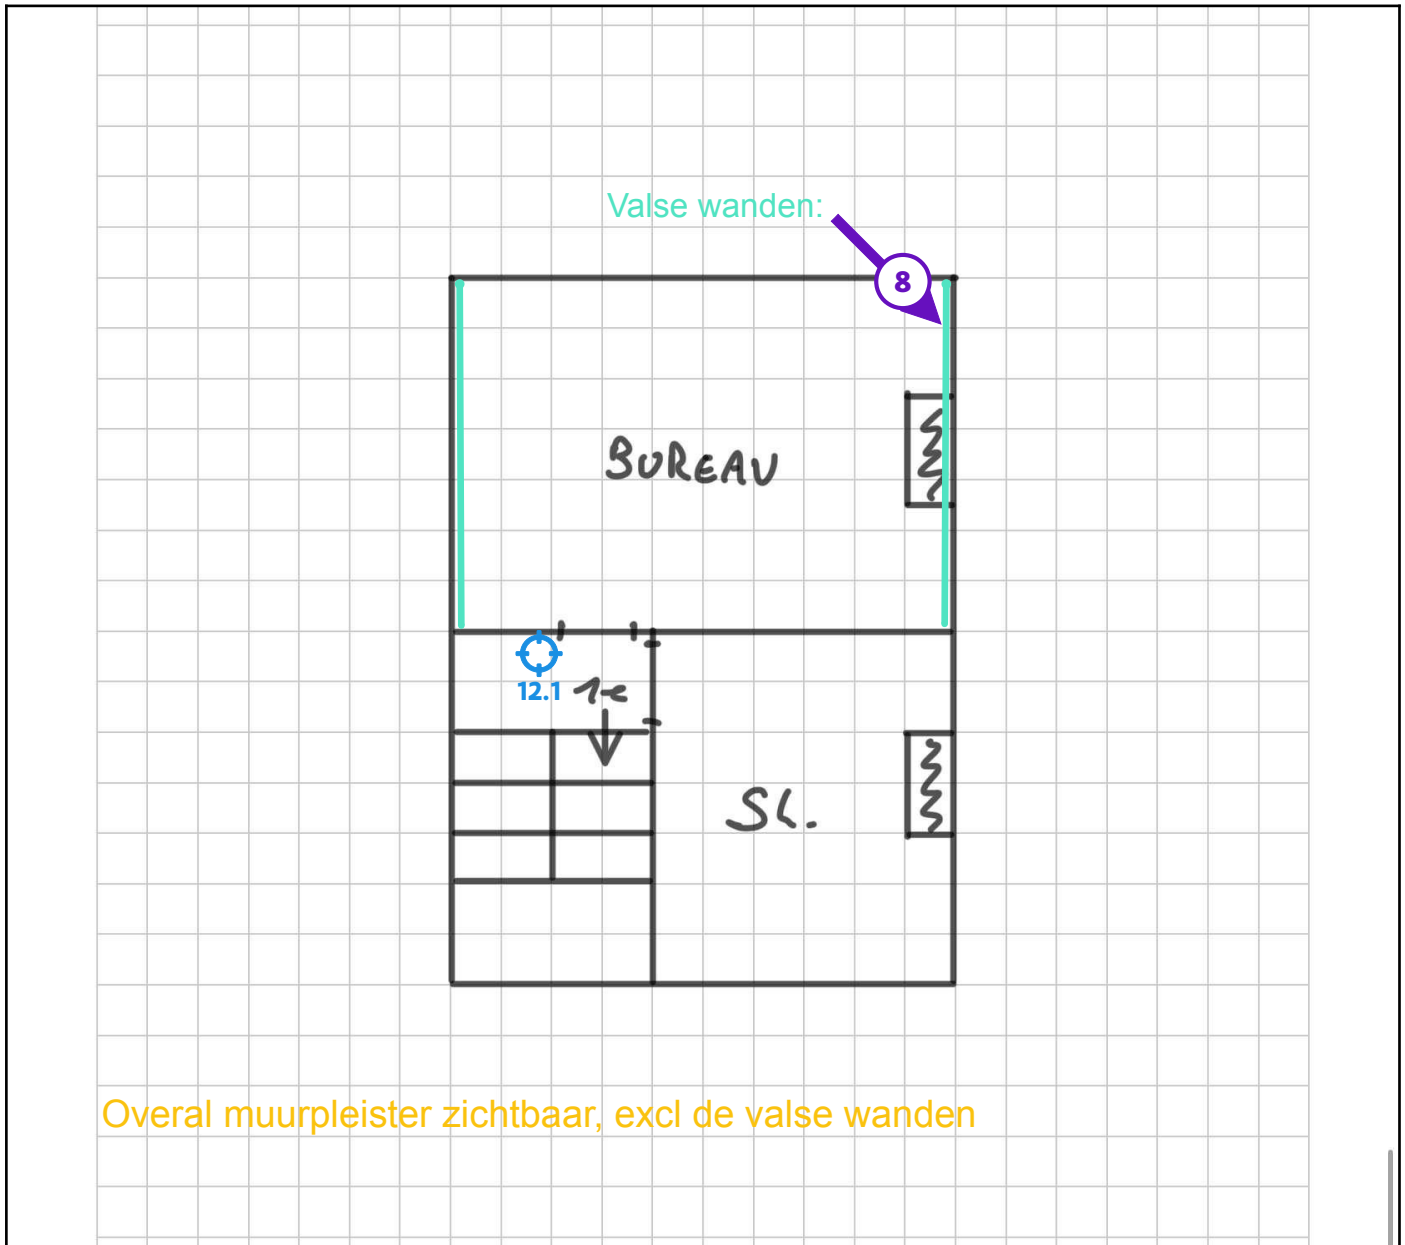 Valse wanden:
8
BUREAU
12.1
1e
SL.
Overal muurpleister zichtbaar, excl de valse wanden